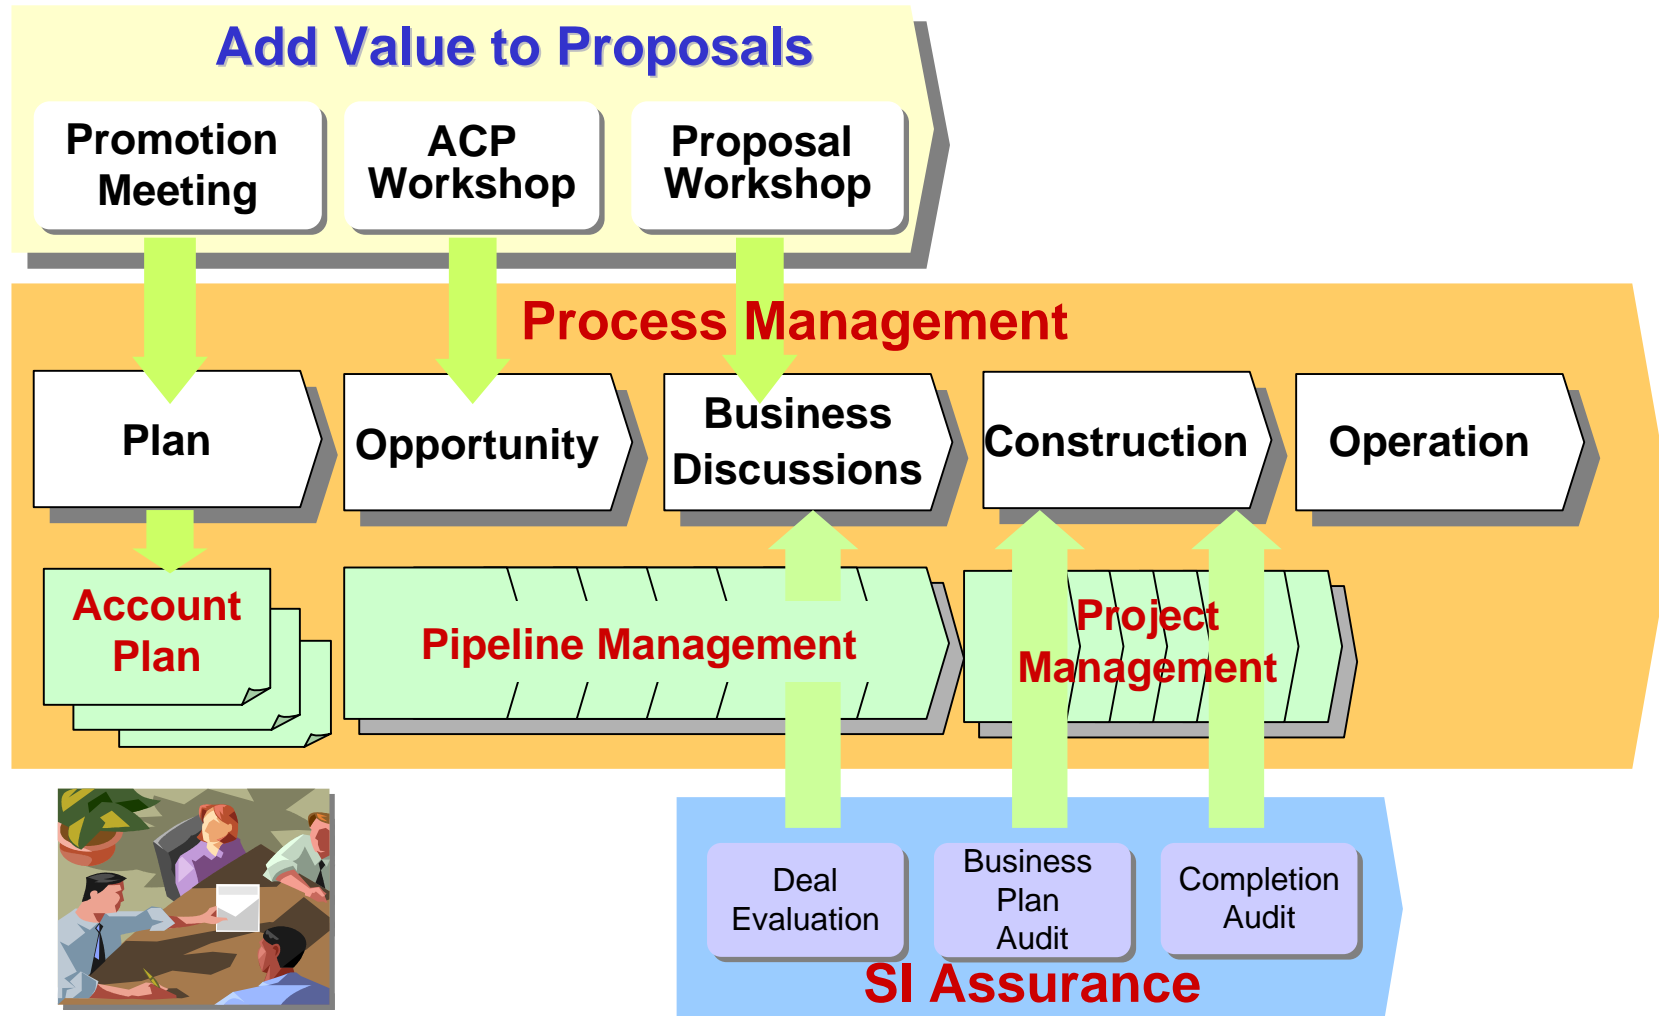 Add Value to Proposals
Promotion
Meeting
ACP
Workshop
Proposal
Workshop
Process Management
Plan
Opportunity
Business
Discussions
Construction
Operation
Account
Plan
Pipeline Management
Project
Management
Deal
Evaluation
Business
Plan
Audit
Completion
Audit
SI Assurance